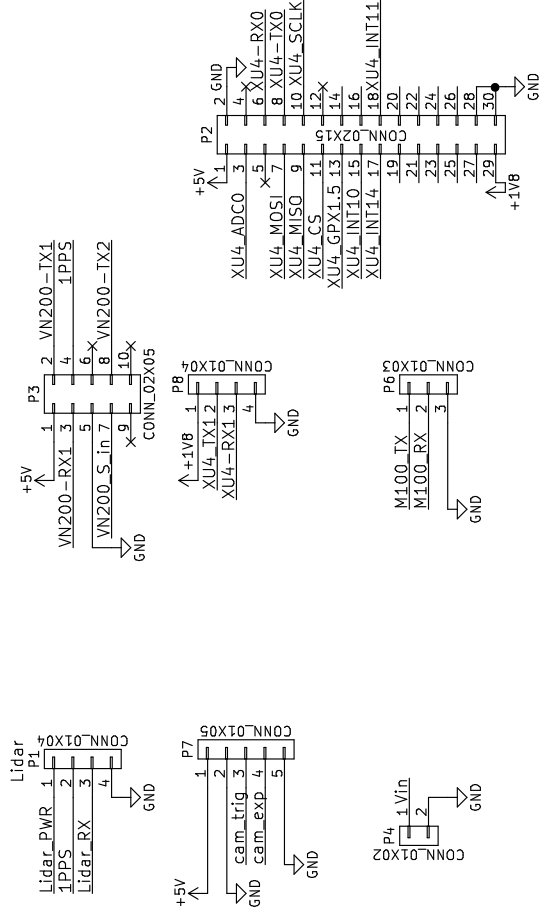 GND
XU4-RX0
XU4-TX0
XU4_SCLK
XU4_INT11
2 4 6 8 10 12 14 16 18 20 22 24 26 28 30
GND
P2
CONN_02X15
+5V
1 3 5 7 9 11 13 15 17 19 21 23 25 27 29
+1V8
XU4_ADC0
XU4_MOSI
XU4_MISO
XU4_CS
XU4_GPX1.5
XU4_INT10
XU4_INT14
VN200-TX1
1PPS
VN200-TX2
2 4 6 8 10
P3
CONN_02X05
1 3 5 7 9
+5V
VN200-RX1
VN200_S_in
GND
P8
CONN_01X04
1 2 3 4
+1V8
XU4_TX1
XU4-RX1
GND
P6
CONN_01X03
1 2 3
M100_TX
M100_RX
GND
Lidar
P1
CONN_01X04
1 2 3 4
Lidar_PWR
1PPS
Lidar_RX
GND
P7
CONN_01X05
1 2 3 4 5
cam_trig
cam_exp
+5V
GND
GND
Vin
1 2
P4
CONN_01X02
GND